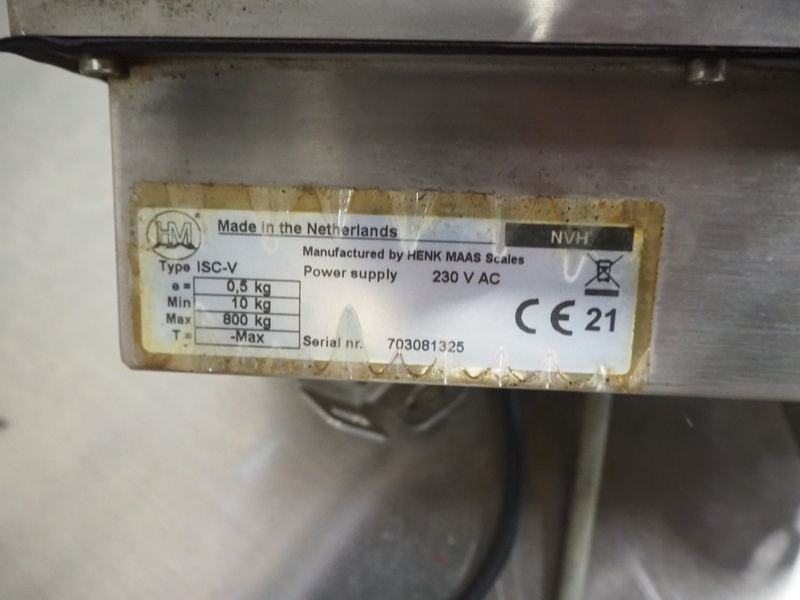 HM®
Made in the Netherlands
NVH
Manufactured by HENK MAAS Scales
Type ISC-V
Power supply 230 V AC
e = 0,5 kg
Min 10 kg
Max 800 kg
T = -Max
CE 21
Serial nr. 703081325